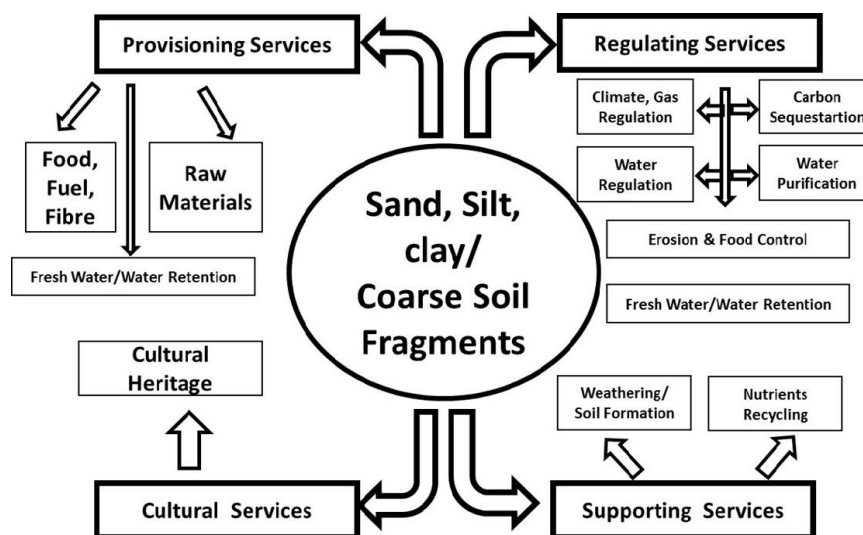 Provisioning Services
Regulating Services
Food,
Fuel,
Fibre
Raw
Materials
Fresh Water/Water Retention
Climate, Gas
Regulation
Carbon
Sequestartion
Water
Regulation
Water
Purification
Erosion & Food Control
Fresh Water/Water Retention
Sand, Silt,
clay/
Coarse Soil
Fragments
Cultural
Heritage
Cultural Services
Weathering/
Soil Formation
Nutrients
Recycling
Supporting Services